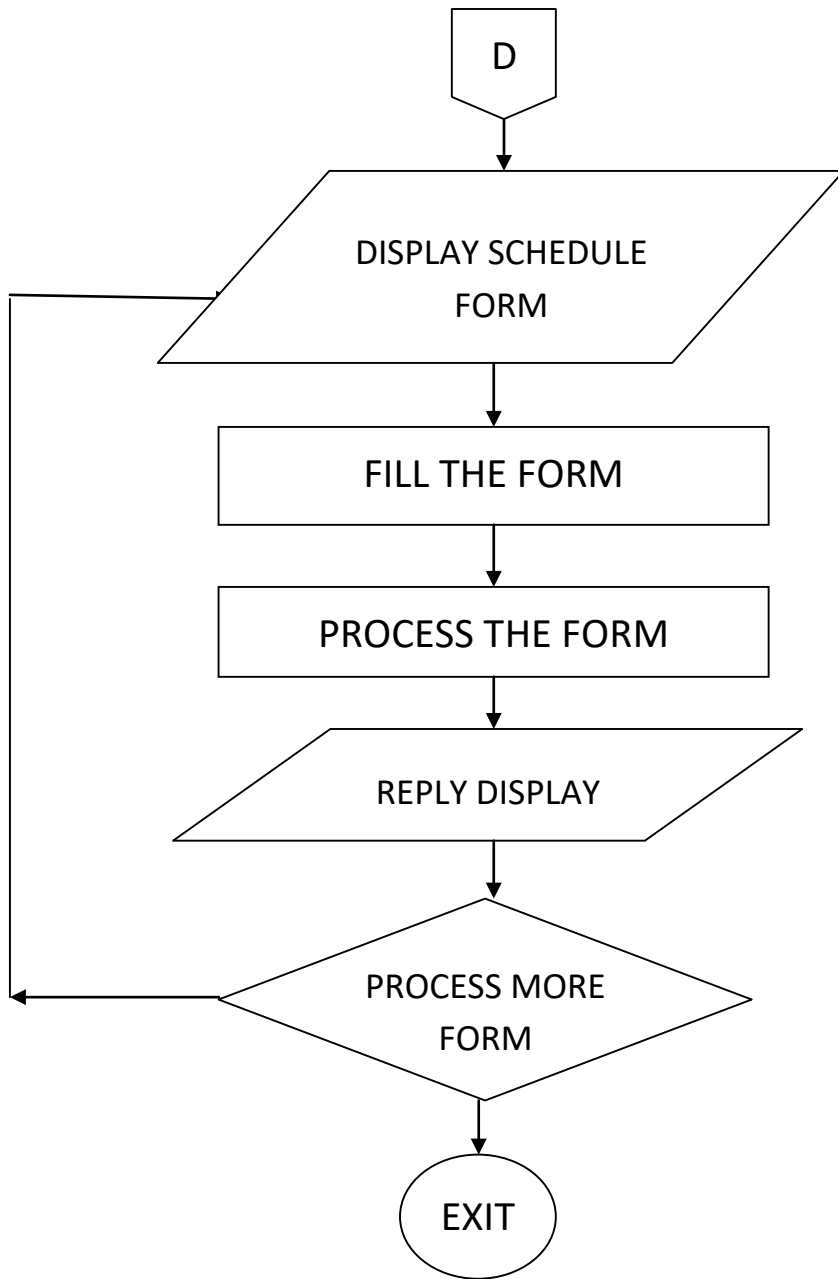 D
DISPLAY SCHEDULE
FORM
FILL THE FORM
PROCESS THE FORM
REPLY DISPLAY
PROCESS MORE
FORM
EXIT